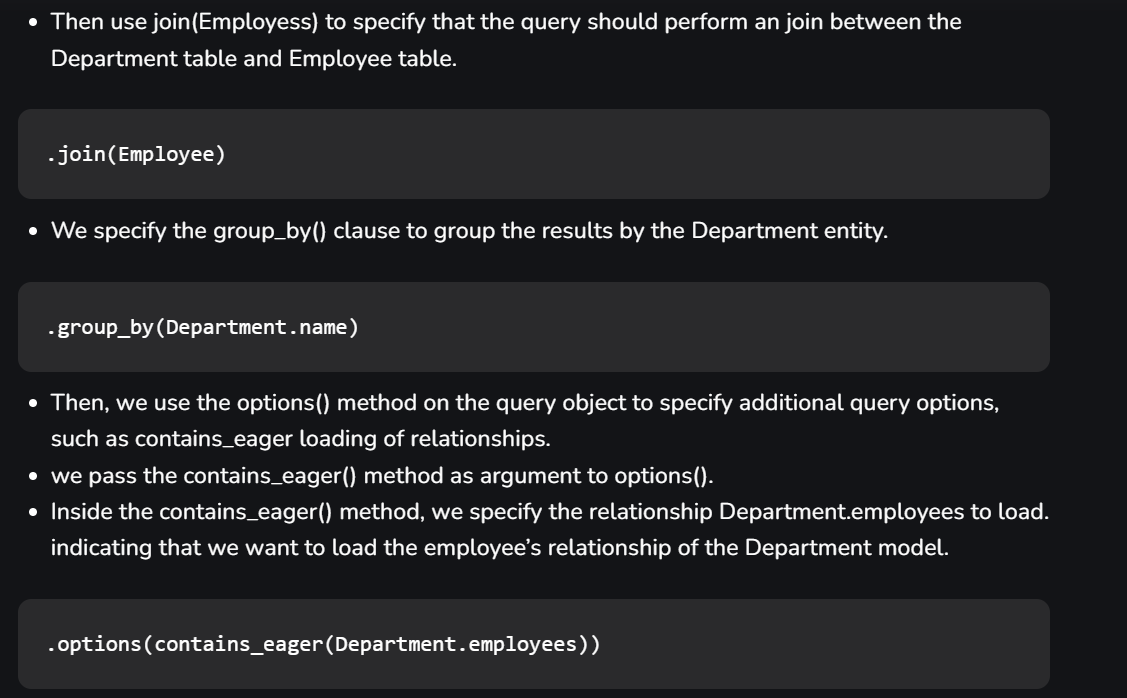 • Then use join(Employess) to specify that the query should perform an join between the
Department table and Employee table.
.join(Employee)
• We specify the group_by() clause to group the results by the Department entity.
.group_by(Department.name)
• Then, we use the options() method on the query object to specify additional query options,
such as contains_eager loading of relationships.
• we pass the contains_eager() method as argument to options().
• Inside the contains_eager() method, we specify the relationship Department.employees to load.
indicating that we want to load the employee’s relationship of the Department model.
.options(contains_eager(Department.employees))